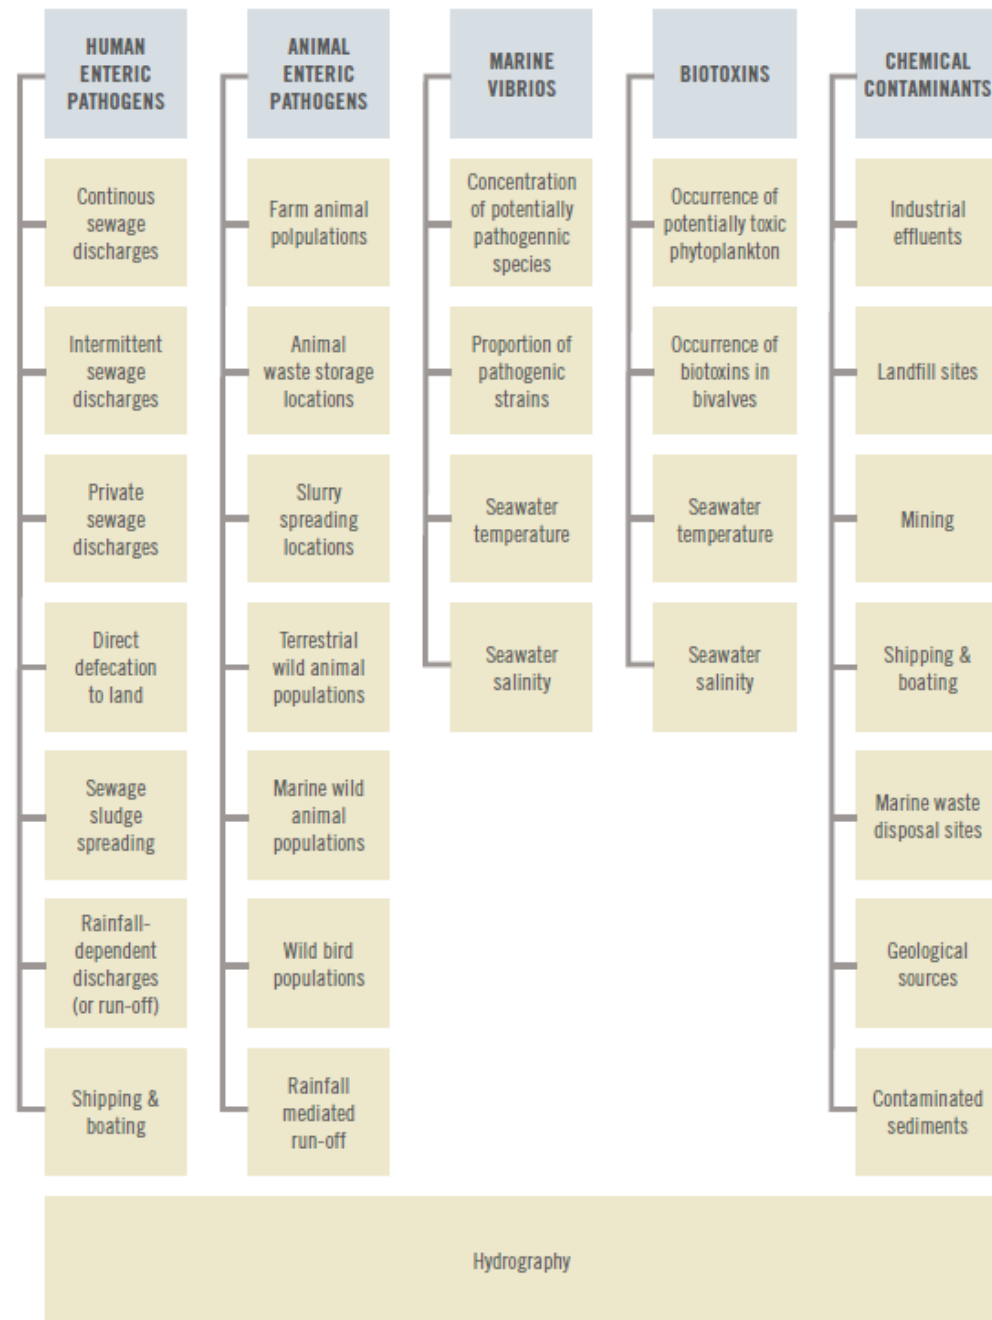 HUMAN
ENTERIC
PATHOGENS
Continous
sewage
discharges
Intermittent
sewage
discharges
Private
sewage
discharges
Direct
defecation
to land
Sewage
sludge
spreading
Rainfall-
dependent
discharges
(or run-off)
Shipping &
boating
ANIMAL
ENTERIC
PATHOGENS
Farm animal
polpulations
Animal
waste storage
locations
Slurry
spreading
locations
Terrestrial
wild animal
populations
Marine wild
animal
populations
Wild bird
populations
Rainfall
mediated
run-off
MARINE
VIBRIOS
Concentration
of potentially
pathogennic
species
Proportion of
pathogenic
strains
Seawater
temperature
Seawater
salinity
BIOTOXINS
Occurrence of
potentially toxic
phytoplankton
Occurrence of
biotoxins in
bivalves
Seawater
temperature
Seawater
salinity
CHEMICAL
CONTAMINANTS
Industrial
effluents
Landfill sites
Mining
Shipping &
boating
Marine waste
disposal sites
Geological
sources
Contaminated
sediments
Hydrography